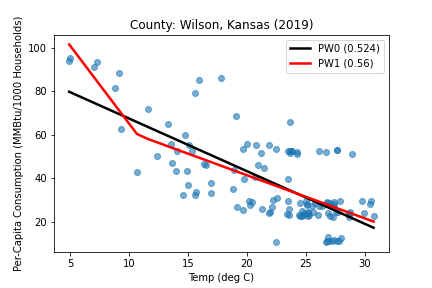 County: Wilson, Kansas (2019)
Per-Capita Consumption (MMBtu/1000 Households)
100
80
60
40
20
PW0 (0.524)
PW1 (0.56)
5
10
15
20
25
30
Temp (deg C)